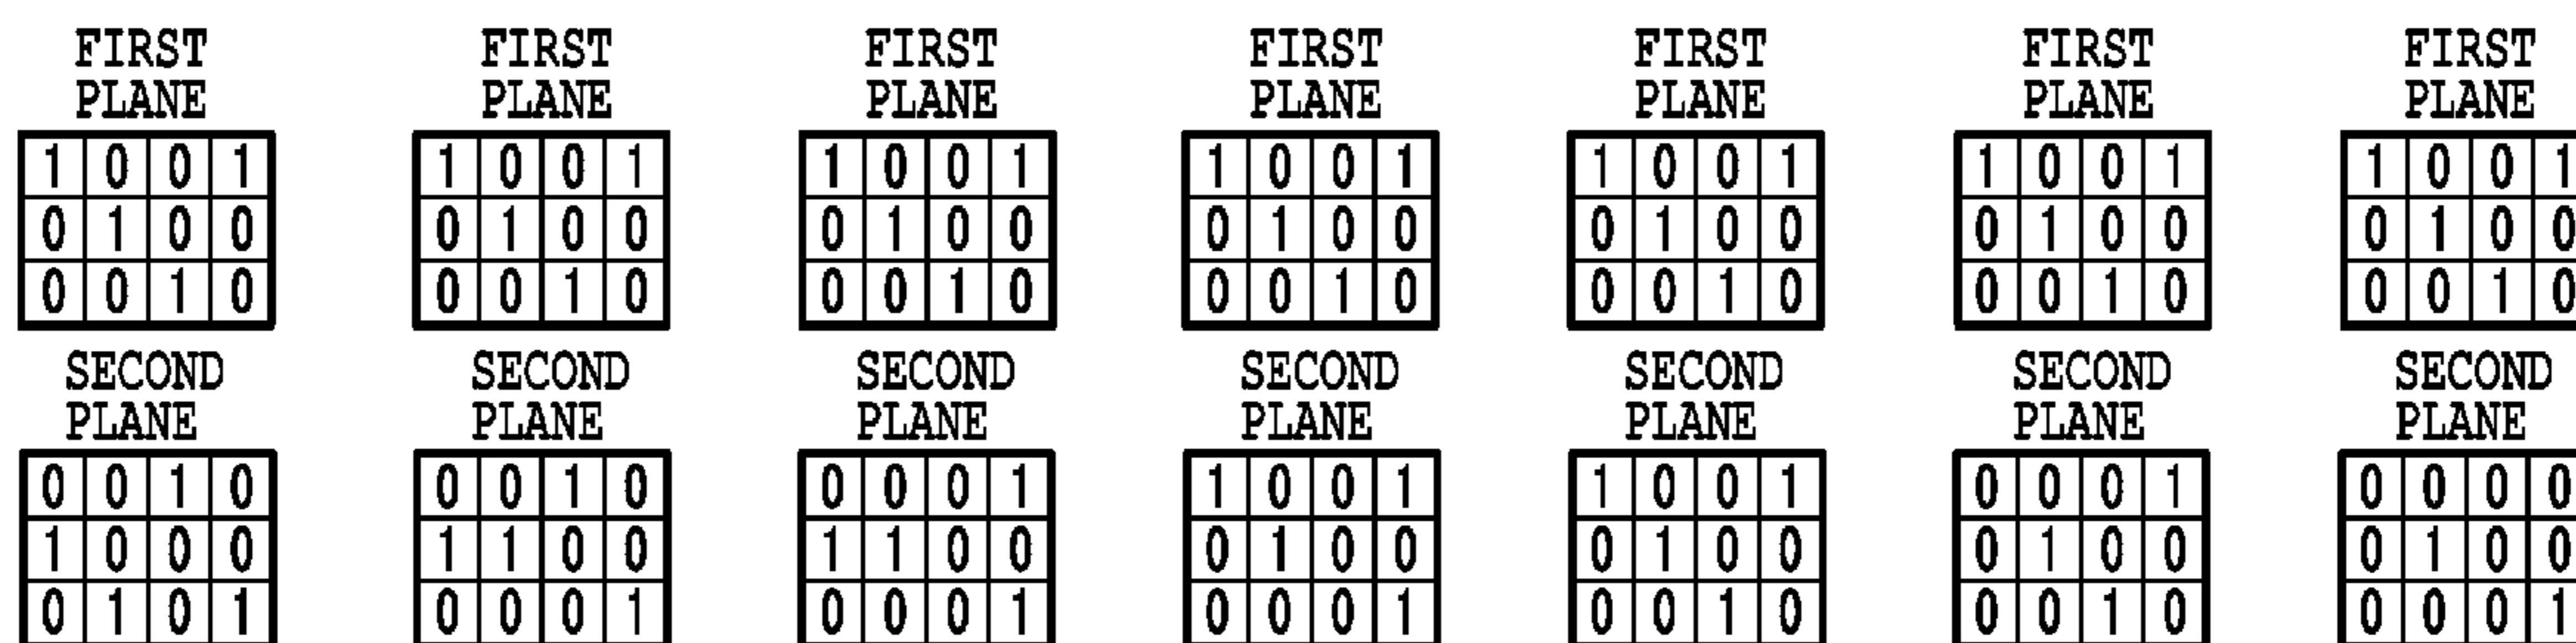 FIRST FIRST FIRST FIRST FIRST FIRST FIRST
PLANE PLANE PLANE PLANE PLANE PLANE PLANE
1 0 0 1 1 0 0 1 1 0 0 1 1 0 0 1 1 0 0 1 1 0 0 1 1 0 0 1
0 1 0 0 0 1 0 0 0 1 0 0 0 1 0 0 0 1 0 0 0 1 0 0 0 1 0 0
0 0 1 0 0 0 1 0 0 0 1 0 0 0 1 0 0 0 1 0 0 0 1 0 0 0 1 0
SECOND SECOND SECOND SECOND SECOND SECOND SECOND
PLANE PLANE PLANE PLANE PLANE PLANE PLANE
0 0 1 0 0 0 1 0 0 0 0 1 1 0 0 1 1 0 0 1 0 0 0 1 0 0 0 0
1 0 0 0 1 1 0 0 1 1 0 0 0 1 0 0 0 1 0 0 0 1 0 0 0 1 0 0
0 1 0 1 0 0 0 1 0 0 0 1 0 0 0 1 0 0 1 0 0 0 1 0 0 0 0 1